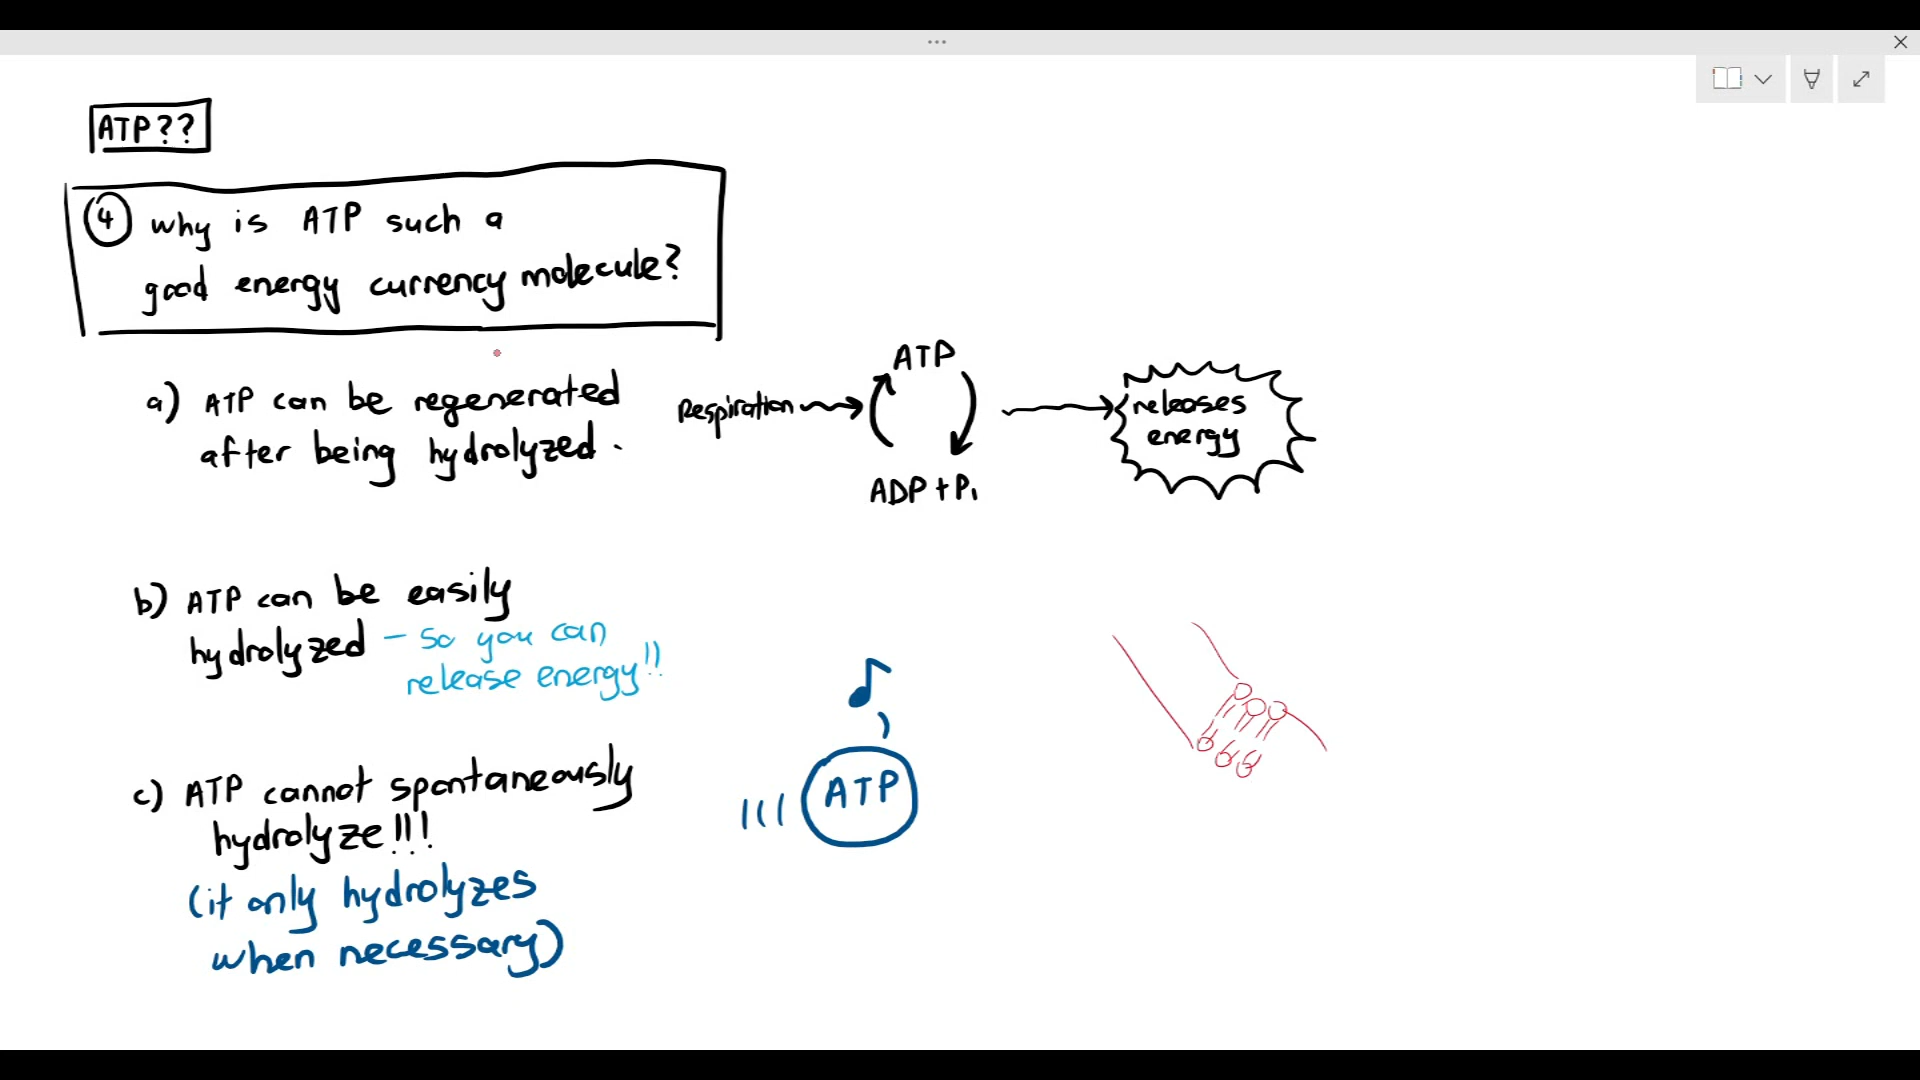 ATP??
4 why is ATP such a
good energy currency molecule?
a) ATP can be regenerated
after being hydrolyzed.
Respiration
ATP
ADP + Pi
releases
energy
b) ATP can be easily
hydrolyzed - so you can
release energy!!
c) ATP cannot spontaneously
hydrolyze!!!
(it only hydrolyzes
when necessary)
ATP